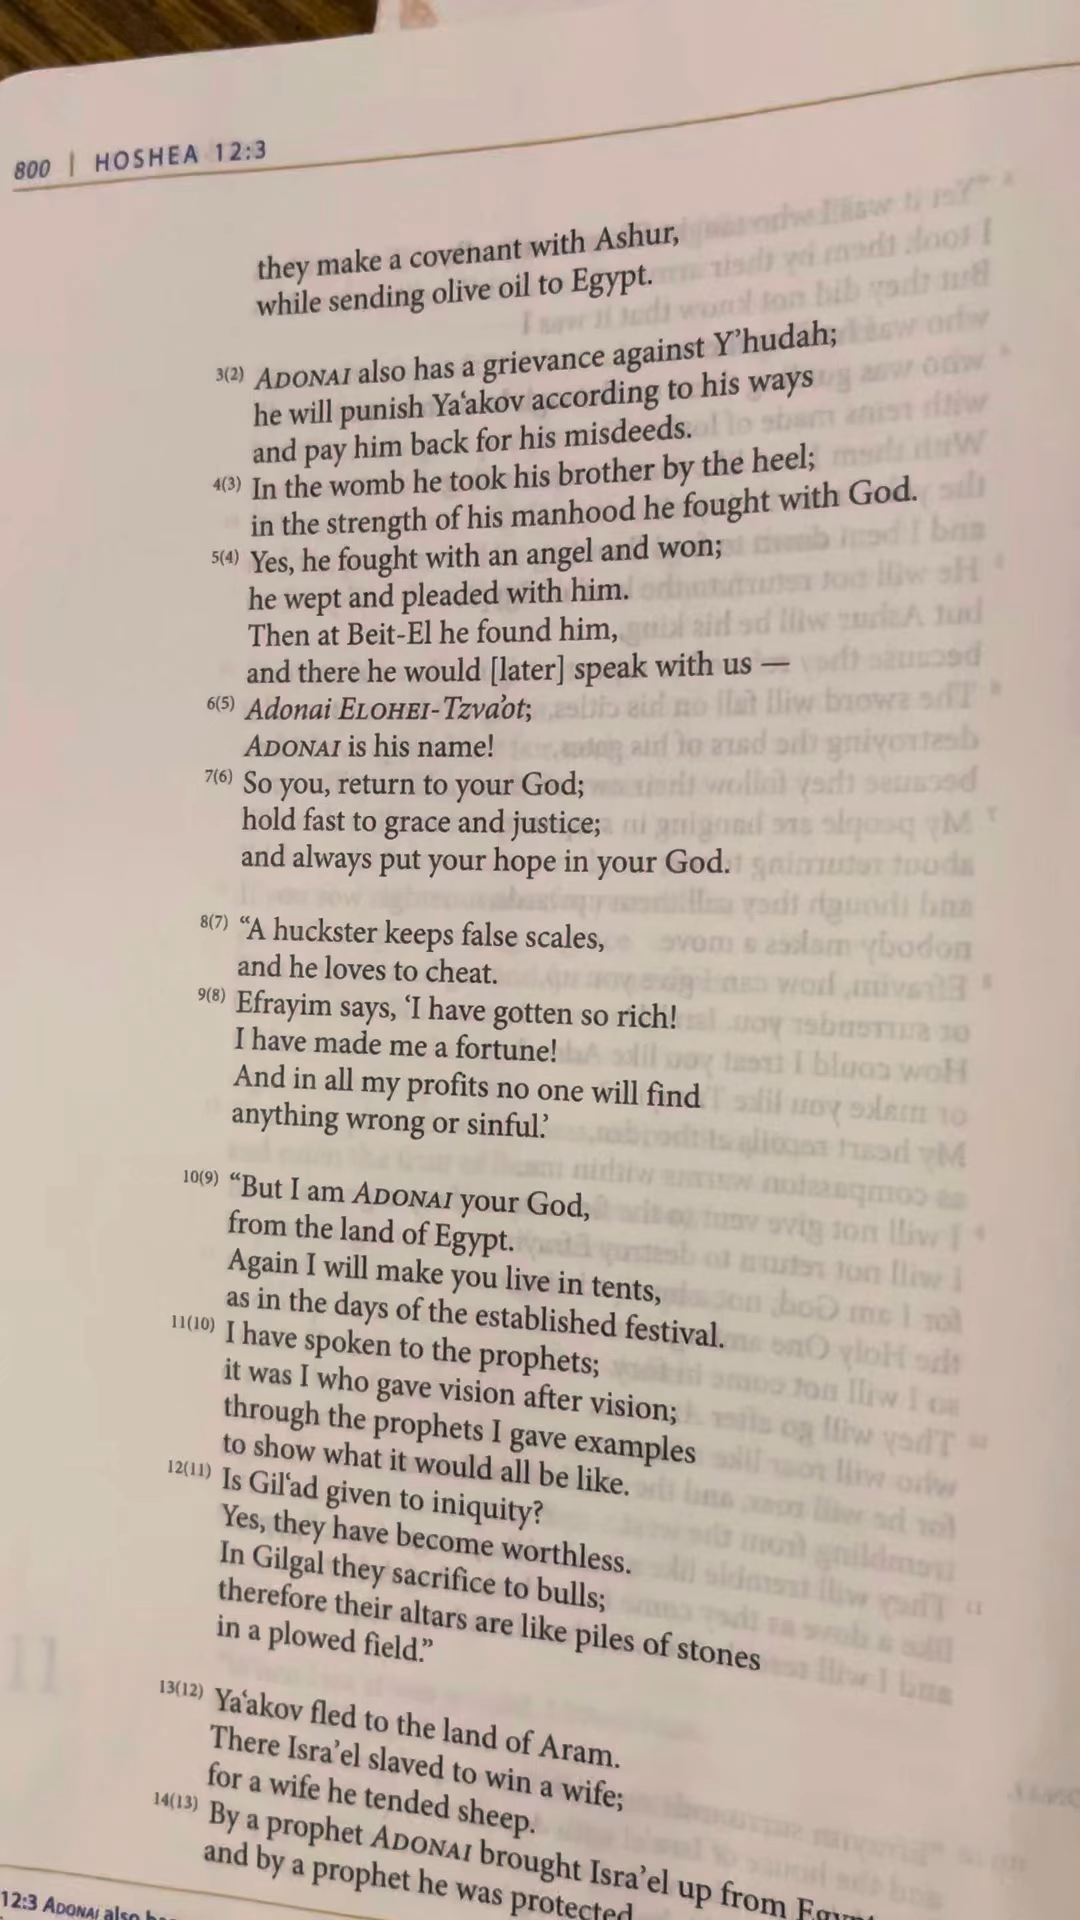 800 | HOSHEA 12:3
they make a covenant with Ashur,
while sending olive oil to Egypt.
3(2) ADONAI also has a grievance against Y’hudah;
he will punish Ya‘akov according to his ways
and pay him back for his misdeeds.
4(3) In the womb he took his brother by the heel;
in the strength of his manhood he fought with God.
5(4) Yes, he fought with an angel and won;
he wept and pleaded with him.
Then at Beit-El he found him,
and there he would [later] speak with us —
6(5) Adonai ELOHEI-Tzva’ot;
ADONAI is his name!
7(6) So you, return to your God;
hold fast to grace and justice;
and always put your hope in your God.
8(7) “A huckster keeps false scales,
and he loves to cheat.
9(8) Efrayim says, ‘I have gotten so rich!
I have made me a fortune!
And in all my profits no one will find
anything wrong or sinful.’
10(9) “But I am ADONAI your God,
from the land of Egypt.
Again I will make you live in tents,
as in the days of the established festival.
11(10) I have spoken to the prophets;
it was I who gave vision after vision;
through the prophets I gave examples
to show what it would all be like.
12(11) Is Gil‘ad given to iniquity?
Yes, they have become worthless.
In Gilgal they sacrifice to bulls;
therefore their altars are like piles of stones
in a plowed field.”
13(12) Ya‘akov fled to the land of Aram.
There Isra’el slaved to win a wife;
for a wife he tended sheep.
14(13) By a prophet ADONAI brought Isra’el up from
and by a prophet he was protected
12:3 ADONAI also